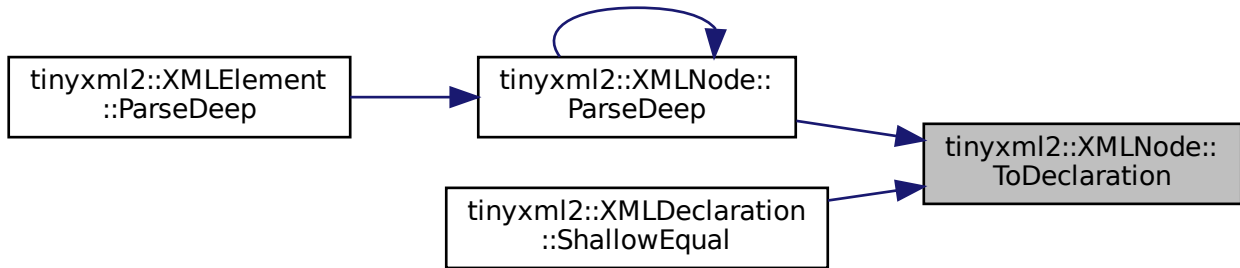 tinyxml2::XMLElement
::ParseDeep
tinyxml2::XMLNode::
ParseDeep
tinyxml2::XMLNode::
ToDeclaration
tinyxml2::XMLDeclaration
::ShallowEqual